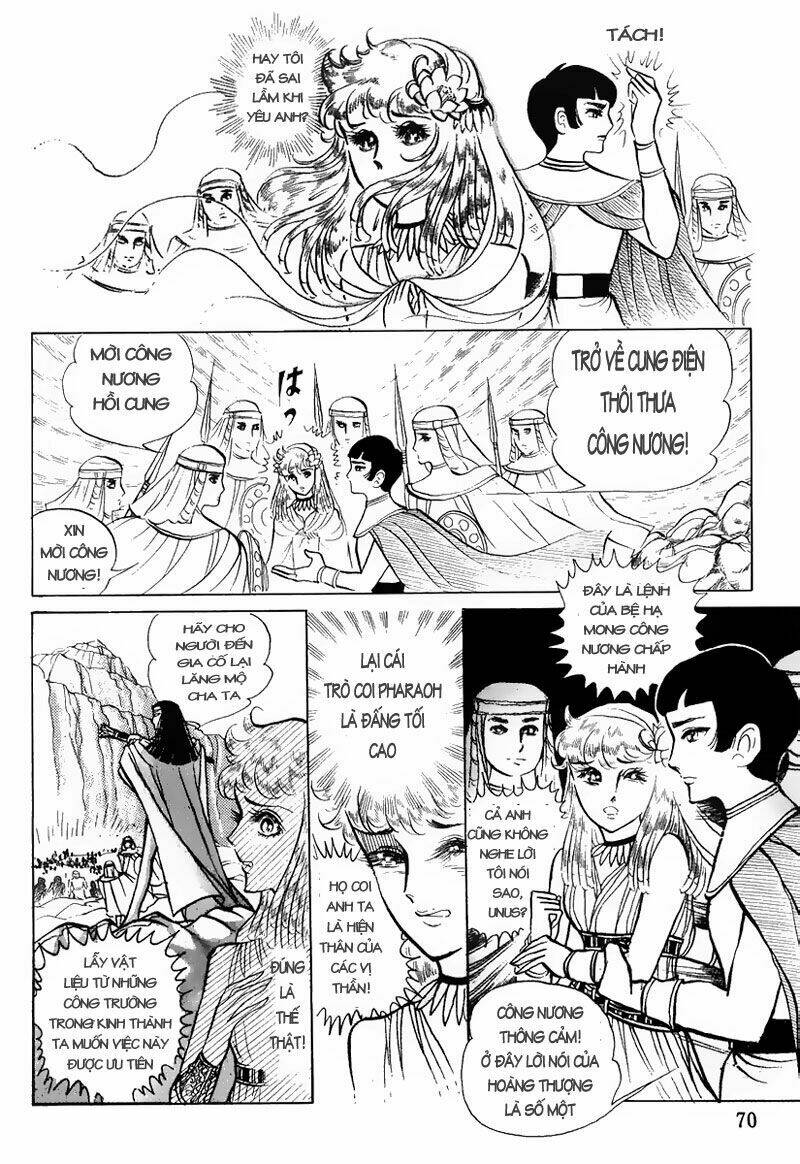 HAY TÔI
ĐÃ SAI
LẦM KHI
YÊU ANH?
TÁCH!
MỜI CÔNG
NƯƠNG
HỒI CUNG
はっ
TRỞ VỀ CUNG ĐIỆN
THÔI THƯA
CÔNG NƯƠNG!
XIN
MỜI CÔNG
NƯƠNG!
HÃY CHO
NGƯỜI ĐẾN
GIA CỐ LẠI
LĂNG MỘ
CHA TA
LẤY VẬT
LIỆU TỪ NHỮNG
CÔNG TRƯỜNG
TRONG KINH THÀNH
TA MUỐN VIỆC NÀY
ĐƯỢC ƯU TIÊN
ĐÚNG
LÀ
THẾ
THẬT!
LẠI CÁI
TRÒ COI PHARAOH
LÀ ĐẤNG TỐI
CAO
HỌ COI
ANH TA
LÀ HIỆN
THÂN CỦA
CÁC VỊ
THẦN!
ĐÂY LÀ LỆNH
CỦA BỆ HẠ
MONG CÔNG
NƯƠNG CHẤP
HÀNH
CẢ ANH
CŨNG KHÔNG
NGHE LỜI
TÔI NÓI
SAO,
UNUS?
CÔNG NƯƠNG
THÔNG CẢM!
Ở ĐÂY LỜI NÓI CỦA
HOÀNG THƯỢNG
LÀ SỐ MỘT
70